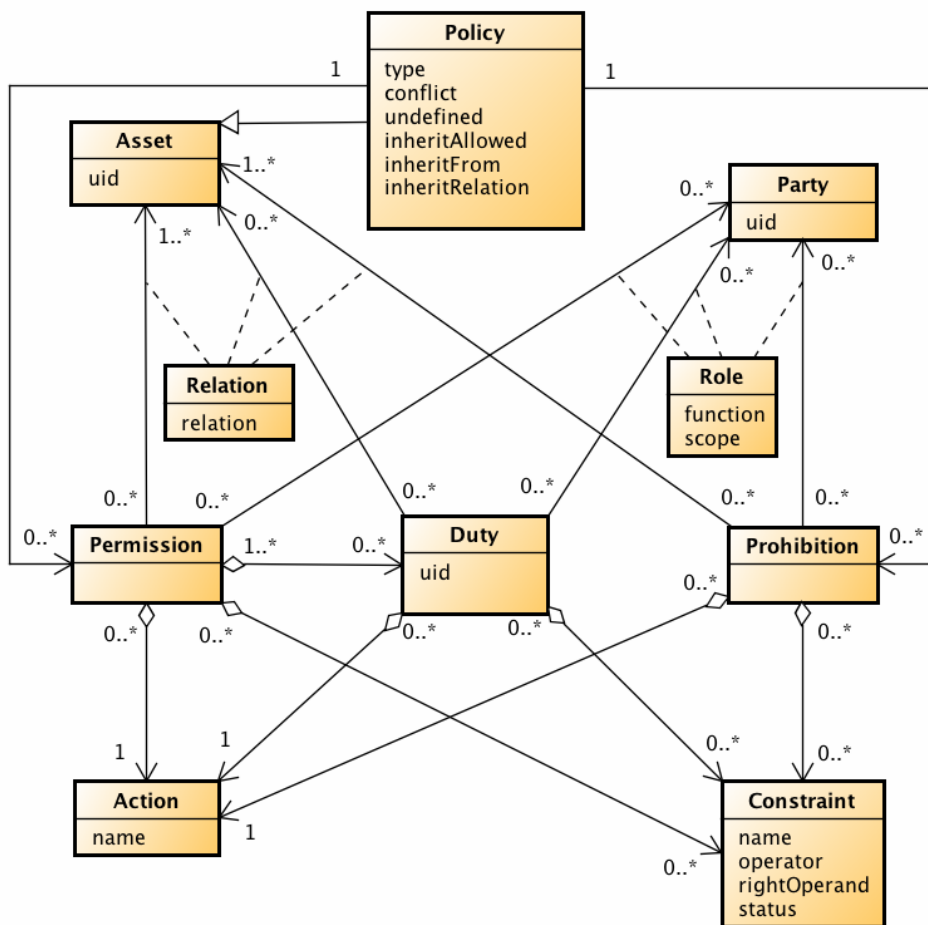 Policy
type
conflict
undefined
inheritAllowed
inheritFrom
inheritRelation
1
1
Asset
uid
1..*
0..*
1..*
Party
uid
0..*
0..*
0..*
Relation
relation
Role
function
scope
0..*
0..*
0..*
0..*
0..*
0..*
0..*
Permission
1..*
0..*
Duty
uid
Prohibition
0..*
0..*
0..*
0..*
0..*
0..*
0..*
1
1
0..*
0..*
Action
name
1
0..*
Constraint
name
operator
rightOperand
status